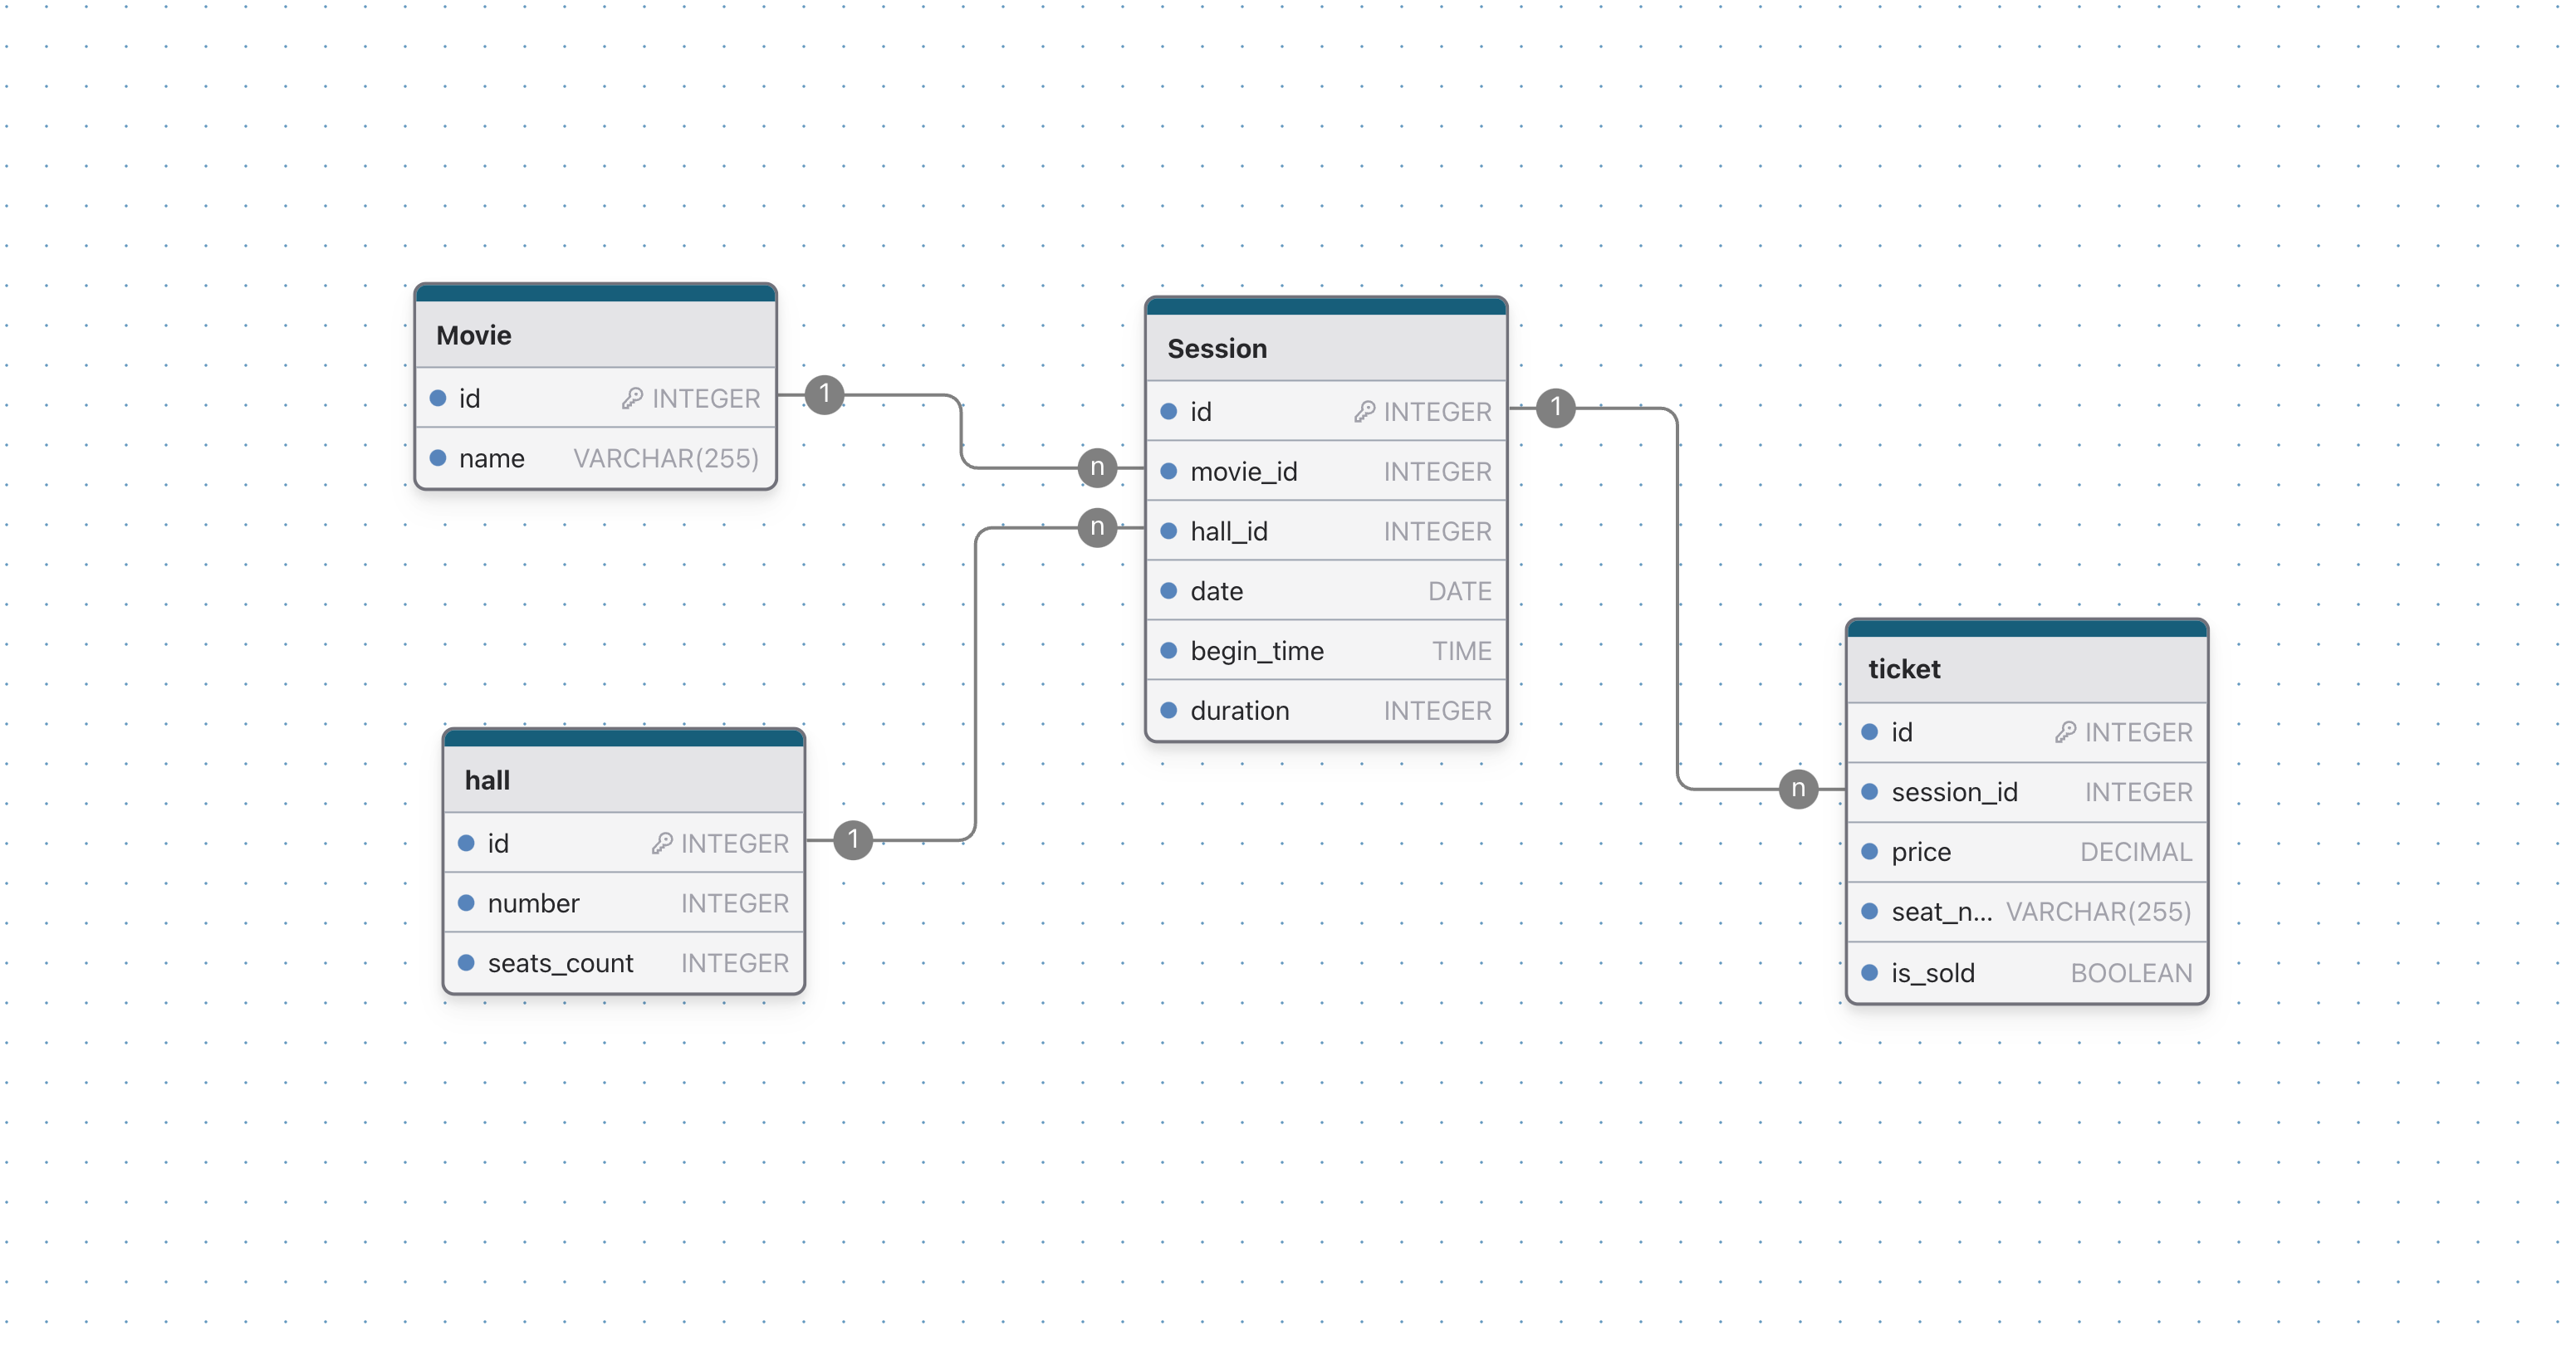 Movie
id INTEGER
name VARCHAR(255)
1
n
Session
id INTEGER
movie_id INTEGER
hall_id INTEGER
date DATE
begin_time TIME
duration INTEGER
1
n
hall
id INTEGER
number INTEGER
seats_count INTEGER
1
n
ticket
id INTEGER
session_id INTEGER
price DECIMAL
seat_n... VARCHAR(255)
is_sold BOOLEAN